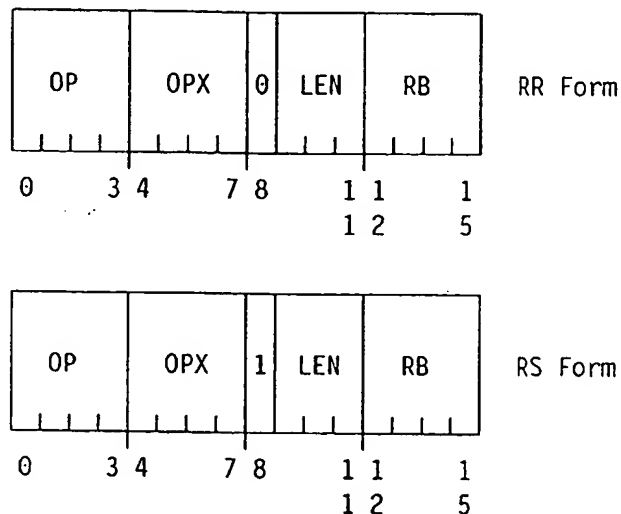 OP OPX 0 LEN RB RR Form
0 3 4 7 8 1 1 1
1 2 5
OP OPX 1 LEN RB RS Form
0 3 4 7 8 1 1 1
1 2 5